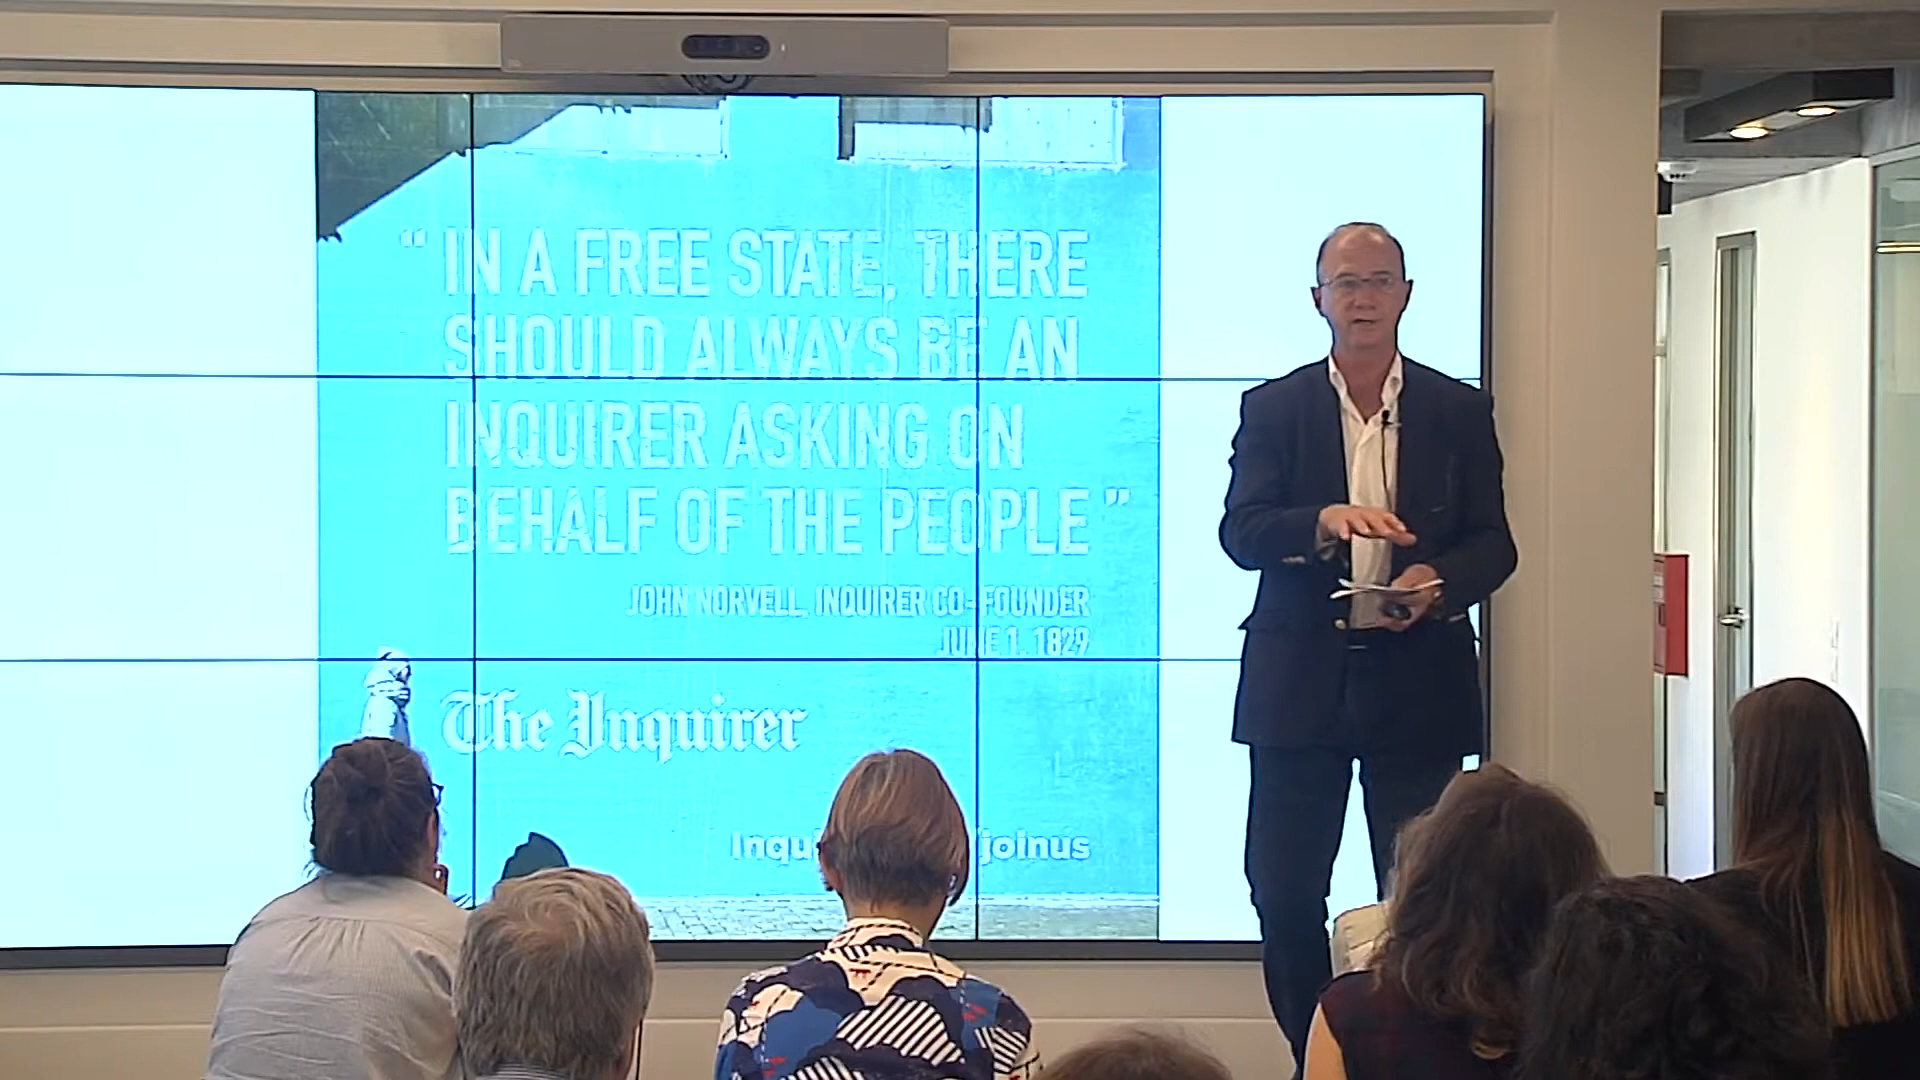 “ IN A FREE STATE, THERE
SHOULD ALWAYS BE AN
INQUIRER ASKING ON
BEHALF OF THE PEOPLE ”
JOHN NORVELL, INQUIRER CO-FOUNDER
JUNE 1, 1829
The Inquirer
joinus